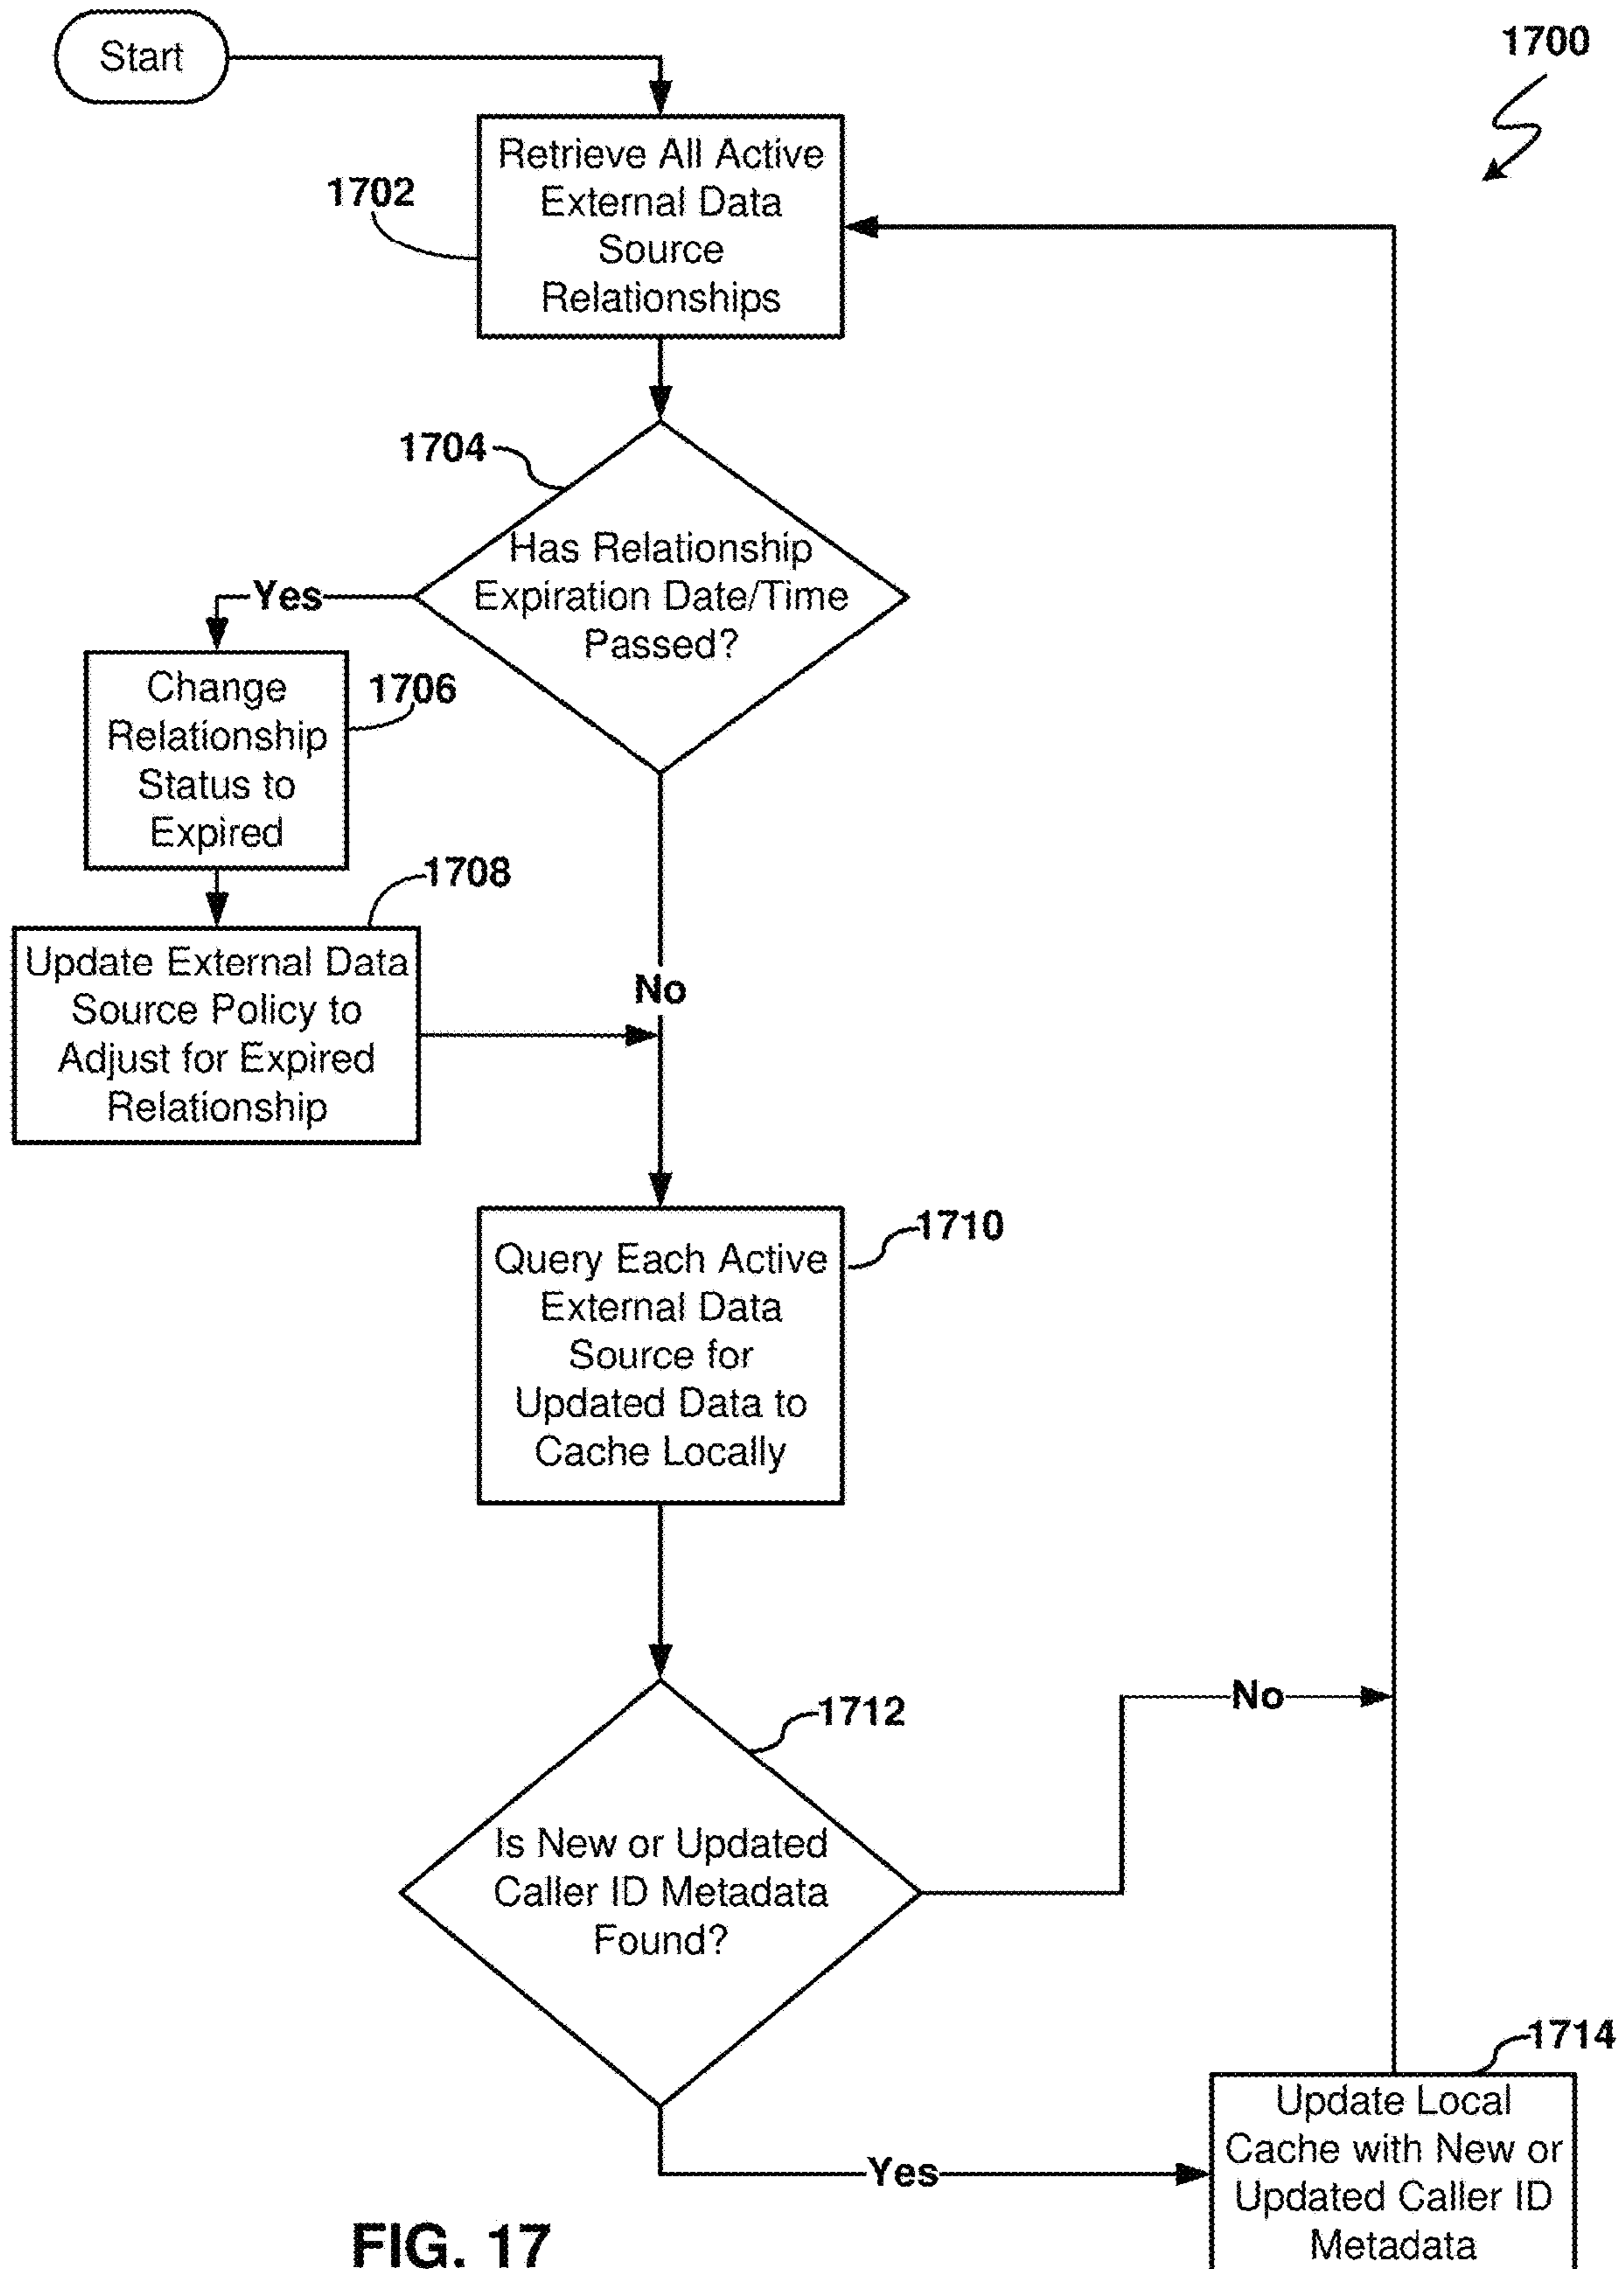 Start
1700
Retrieve All Active
External Data
Source
Relationships
1702
1704
Has Relationship
Expiration Date/Time
Passed?
Yes
Change
Relationship
Status to
Expired
1706
1708
Update External Data
Source Policy to
Adjust for Expired
Relationship
No
1710
Query Each Active
External Data
Source for
Updated Data to
Cache Locally
1712
No
Is New or Updated
Caller ID Metadata
Found?
1714
Update Local
Cache with New or
Updated Caller ID
Metadata
Yes
FIG. 17